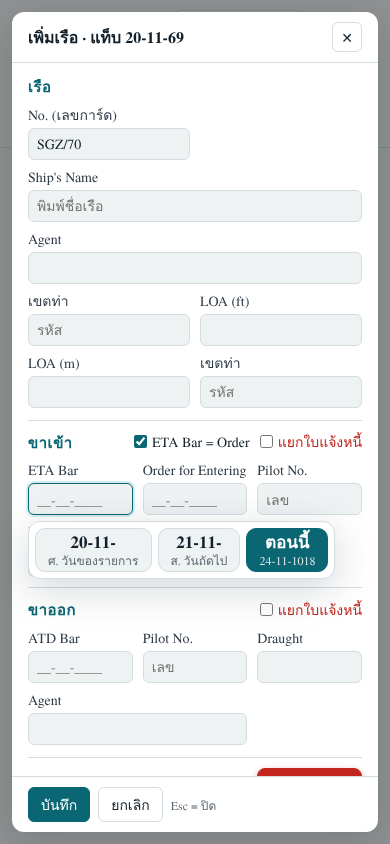 เพิ่มเรือ · แท็บ 20-11-69
✕
เรือ
No. (เลขการ์ด)
SGZ/70
Ship's Name
พิมพ์ชื่อเรือ
Agent
เขตท่า LOA (ft)
รหัส
LOA (m) เขตท่า
รหัส
ขาเข้า ETA Bar = Order แยกใบแจ้งหนี้
ETA Bar Order for Entering Pilot No.
__-__-____ __-__-____ เลข
20-11- 21-11- ตอนนี้
ศ. วันของรายการ ส. วันถัดไป 24-11-1018
ขาออก แยกใบแจ้งหนี้
ATD Bar Pilot No. Draught
__-__-____ เลข
Agent
บันทึก ยกเลิก Esc = ปิด